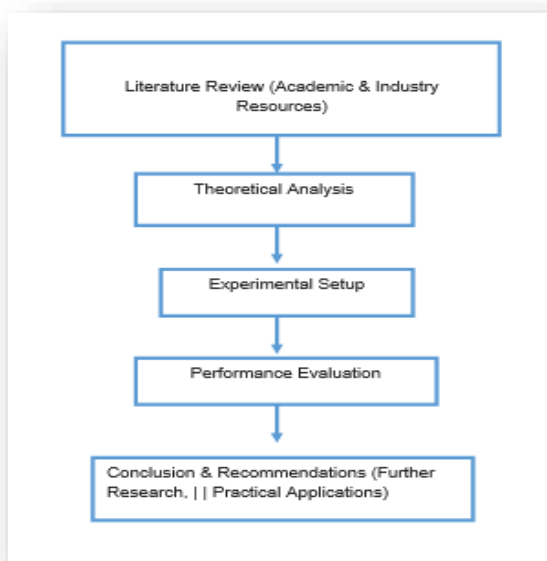 Literature Review (Academic & Industry
Resources)
Theoretical Analysis
Experimental Setup
Performance Evaluation
Conclusion & Recommendations (Further
Research, | | Practical Applications)